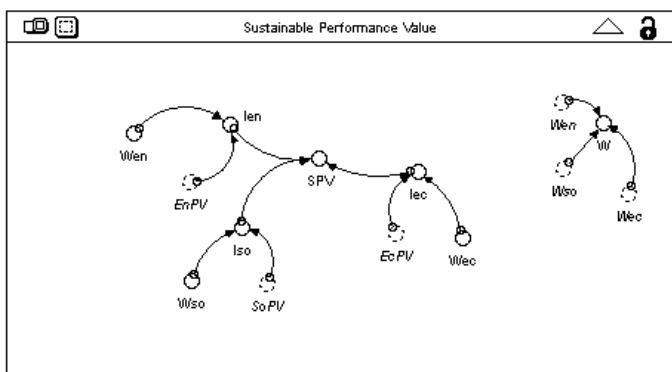 Sustainable Performance Value
Ien
Wen
EnPV
SPV
Iec
Iso
EcPV
Wec
Wso
SoPV
Wen
W
Wso
Wec